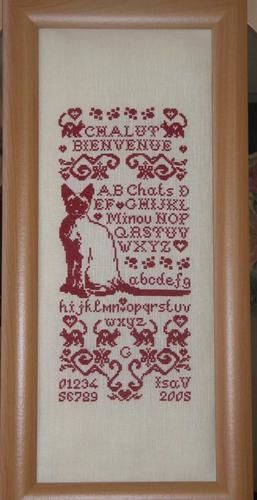 CHALUT
BIENVENUE
AB Chats D
EF GHIJKL
Minou NOP
QRSTUV
WXYZ
abcdefg
hijklmnopqrstuv
wxyz
G
01234 IsaV
56789 2005